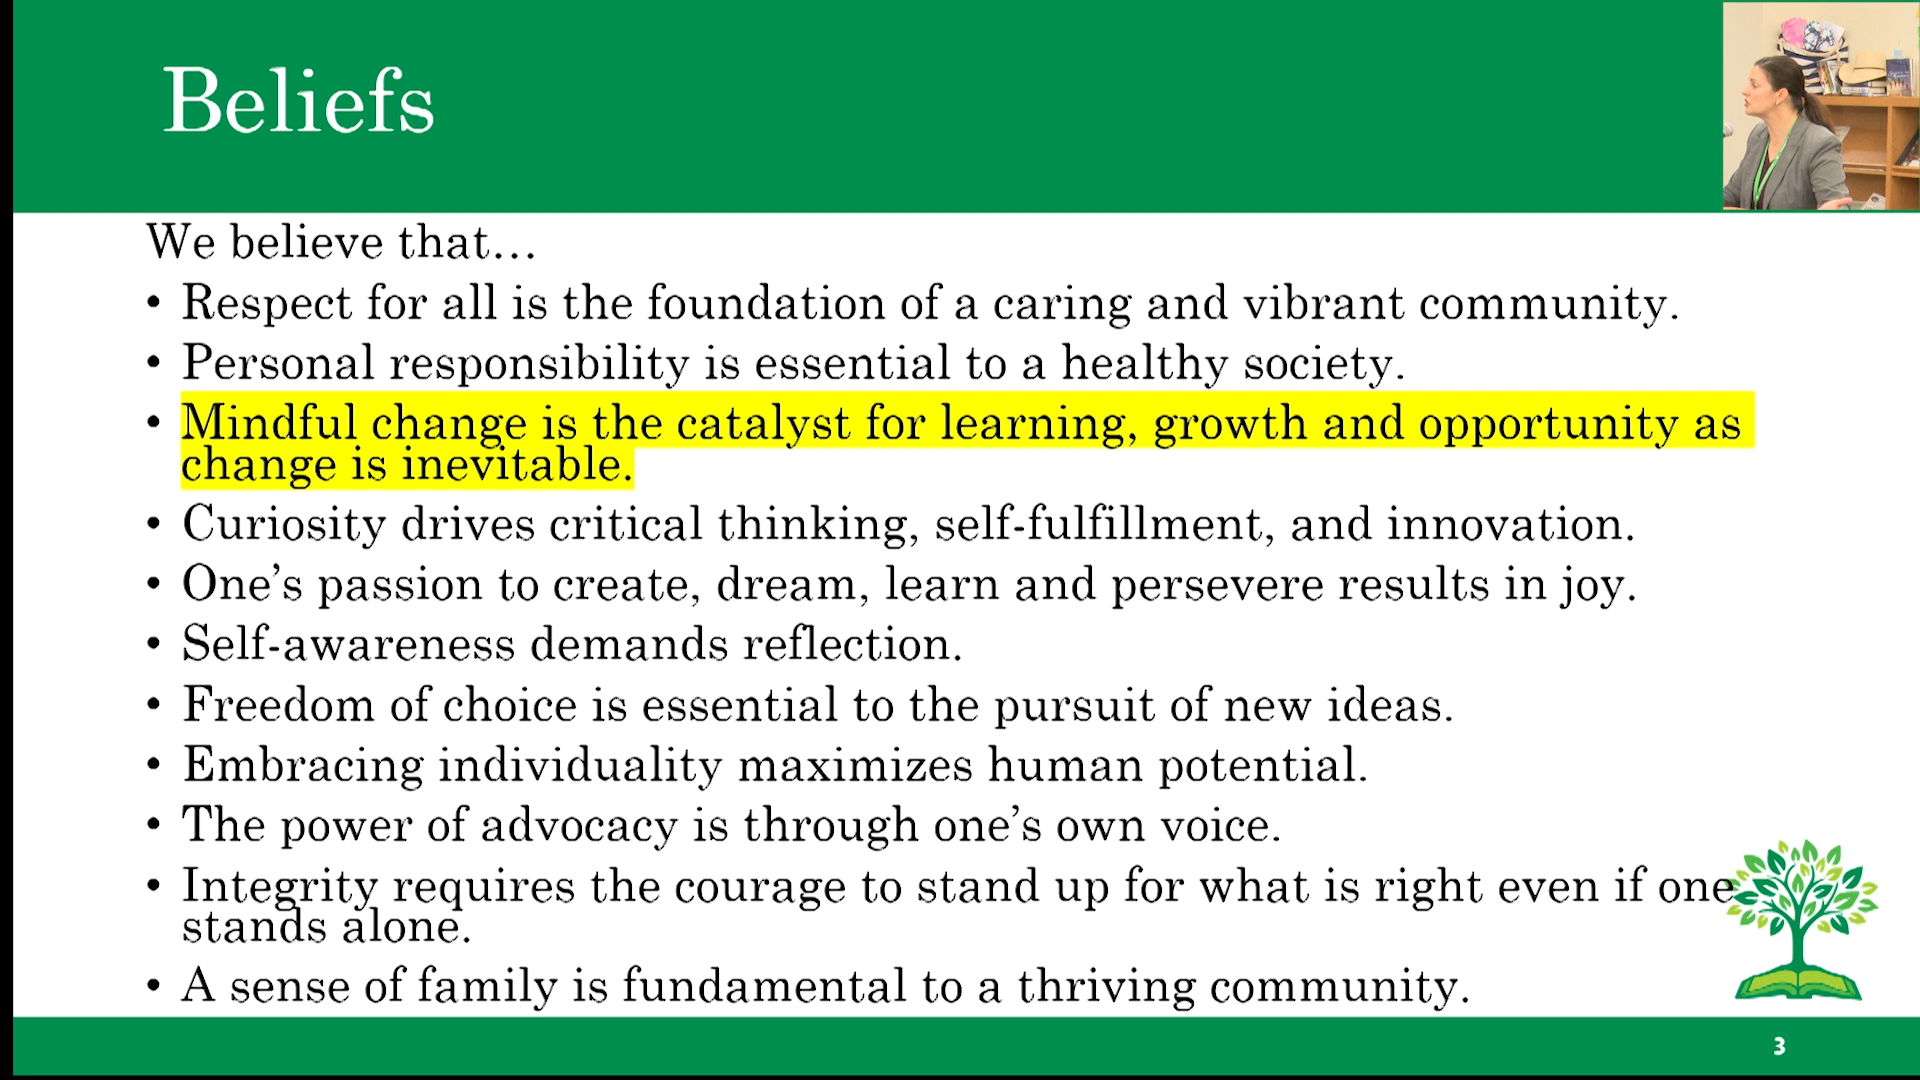 Beliefs
We believe that…
• Respect for all is the foundation of a caring and vibrant community.
• Personal responsibility is essential to a healthy society.
• Mindful change is the catalyst for learning, growth and opportunity as
change is inevitable.
• Curiosity drives critical thinking, self-fulfillment, and innovation.
• One’s passion to create, dream, learn and persevere results in joy.
• Self-awareness demands reflection.
• Freedom of choice is essential to the pursuit of new ideas.
• Embracing individuality maximizes human potential.
• The power of advocacy is through one’s own voice.
• Integrity requires the courage to stand up for what is right even if one
stands alone.
• A sense of family is fundamental to a thriving community.
3